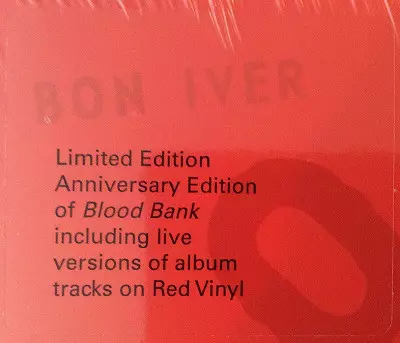 BON IVER
Limited Edition
Anniversary Edition
of Blood Bank
including live
versions of album
tracks on Red Vinyl